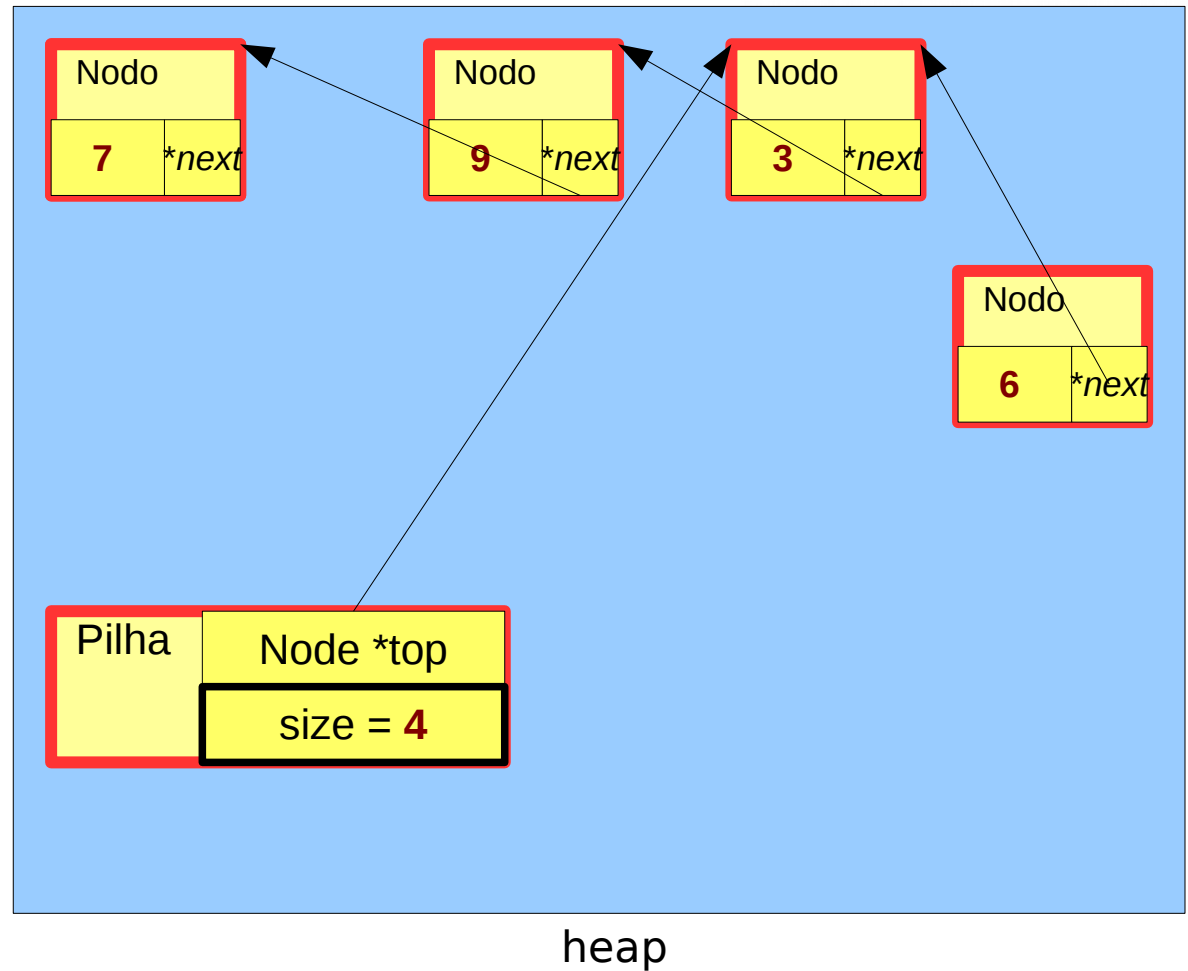 Nodo
7 *next
Nodo
9 *next
Nodo
3 *next
Nodo
6 *next
Pilha
Node *top
size = 4
heap